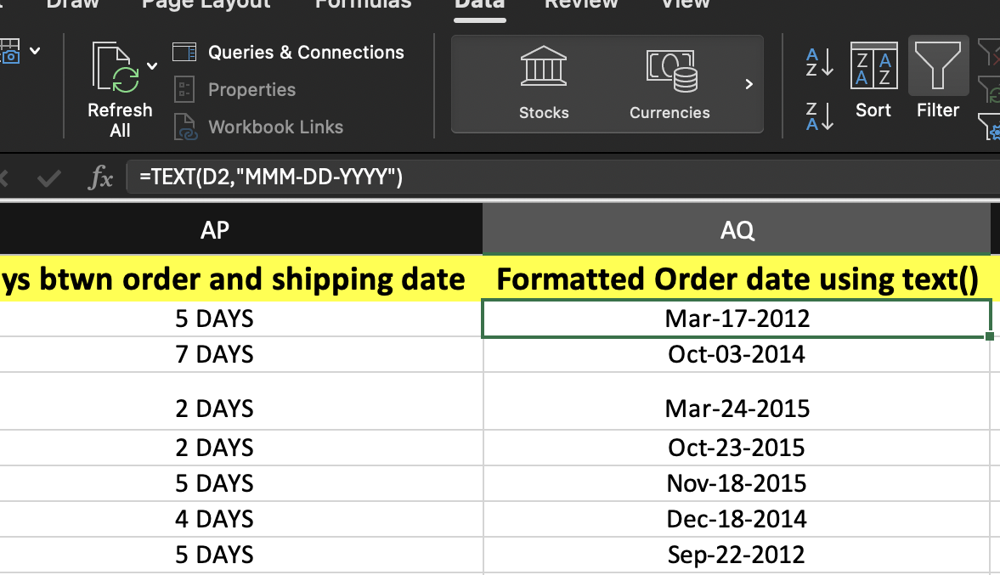 Draw Page Layout Formulas Data Review View
Queries & Connections
Properties
Workbook Links
Refresh
All
Stocks
Currencies
A
Z
Z
A
Z A
A Z
Sort
Filter
fx =TEXT(D2,"MMM-DD-YYYY")
AP AQ
ys btwn order and shipping date Formatted Order date using text()
5 DAYS Mar-17-2012
7 DAYS Oct-03-2014
2 DAYS Mar-24-2015
2 DAYS Oct-23-2015
5 DAYS Nov-18-2015
4 DAYS Dec-18-2014
5 DAYS Sep-22-2012